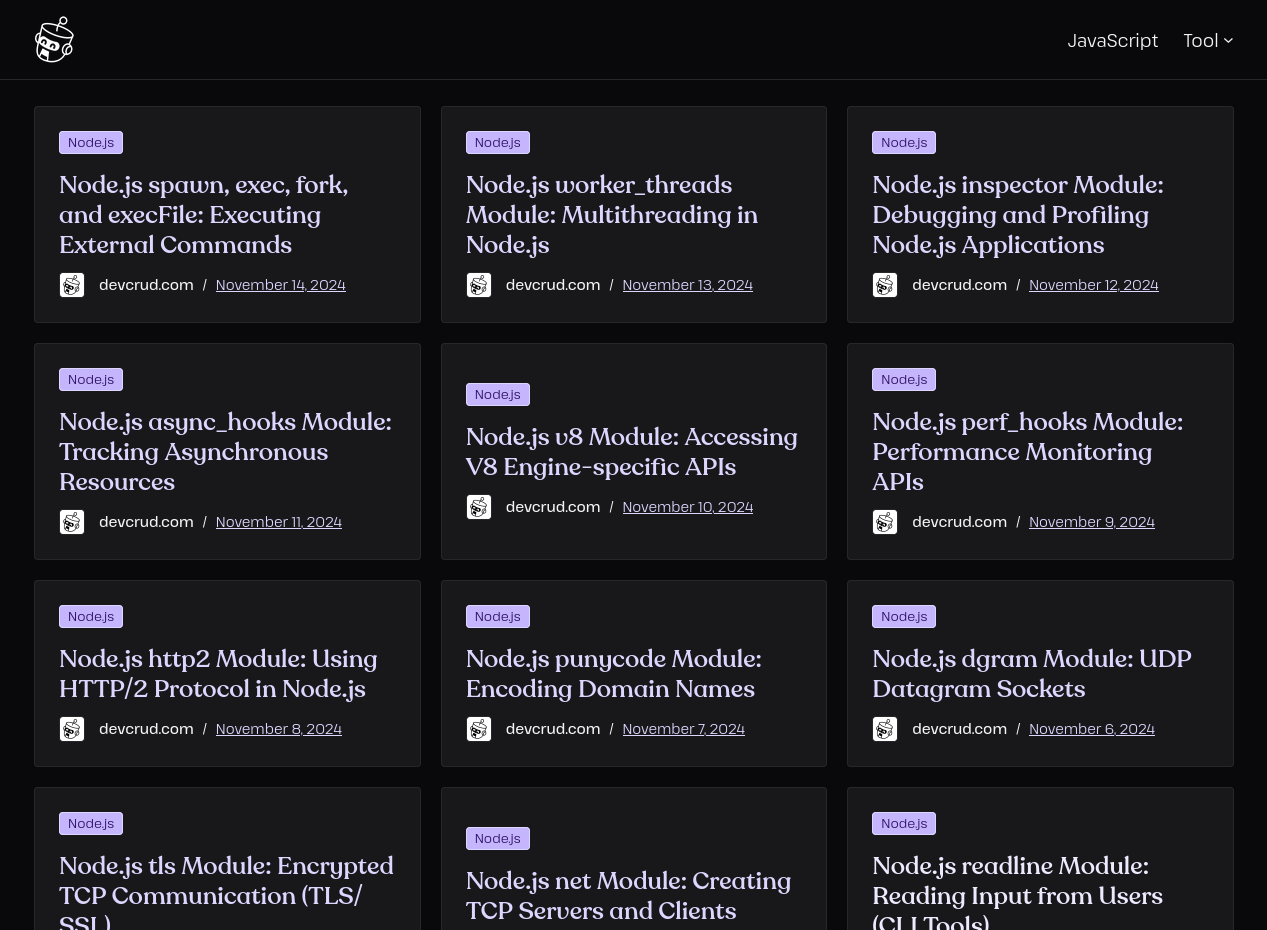 JavaScript
Tool
Node.js
Node.js spawn, exec, fork,
and execFile: Executing
External Commands
devcrud.com / November 14, 2024
Node.js
Node.js worker_threads
Module: Multithreading in
Node.js
devcrud.com / November 13, 2024
Node.js
Node.js inspector Module:
Debugging and Profiling
Node.js Applications
devcrud.com / November 12, 2024
Node.js
Node.js async_hooks Module:
Tracking Asynchronous
Resources
devcrud.com / November 11, 2024
Node.js
Node.js v8 Module: Accessing
V8 Engine-specific APIs
devcrud.com / November 10, 2024
Node.js
Node.js perf_hooks Module:
Performance Monitoring
APIs
devcrud.com / November 9, 2024
Node.js
Node.js http2 Module: Using
HTTP/2 Protocol in Node.js
devcrud.com / November 8, 2024
Node.js
Node.js punycode Module:
Encoding Domain Names
devcrud.com / November 7, 2024
Node.js
Node.js dgram Module: UDP
Datagram Sockets
devcrud.com / November 6, 2024
Node.js
Node.js tls Module: Encrypted
TCP Communication (TLS/
SSL)
Node.js
Node.js net Module: Creating
TCP Servers and Clients
Node.js
Node.js readline Module:
Reading Input from Users
(CLI Tools)